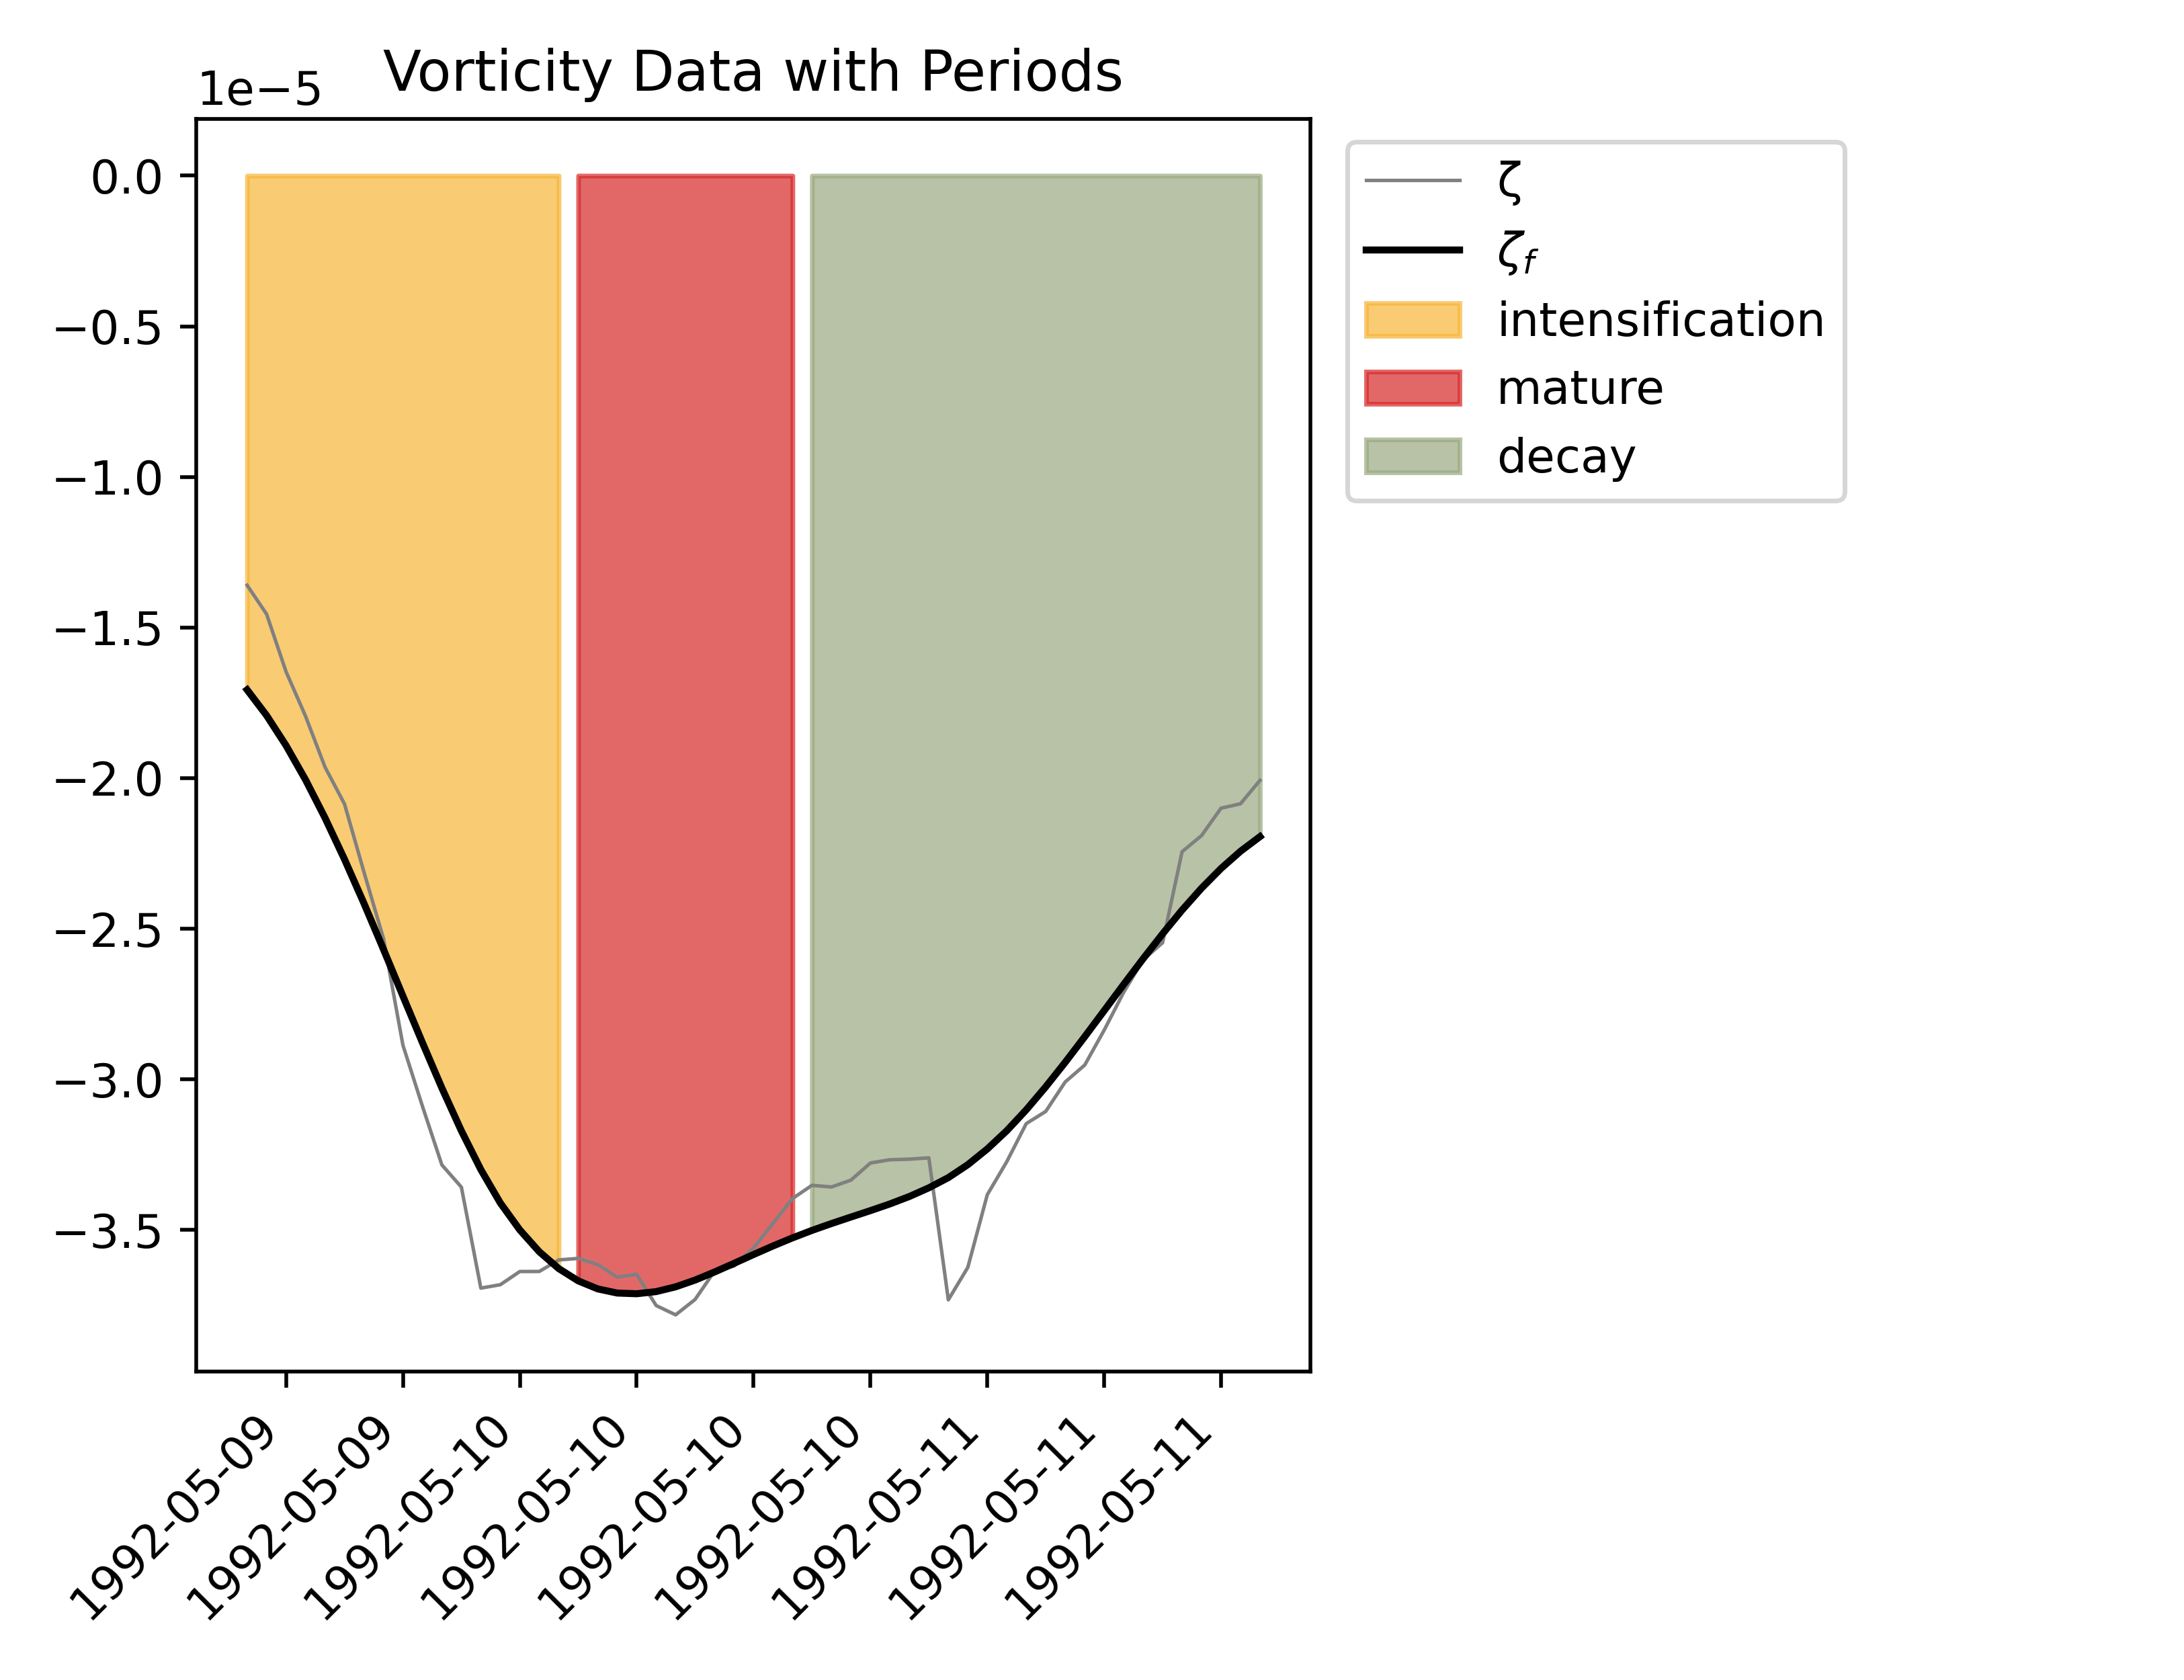 Vorticity Data with Periods
1e−5
0.0
−0.5
−1.0
−1.5
−2.0
−2.5
−3.0
−3.5
1992-05-09
1992-05-09
1992-05-10
1992-05-10
1992-05-10
1992-05-10
1992-05-11
1992-05-11
1992-05-11
ζ
ζf
intensification
mature
decay